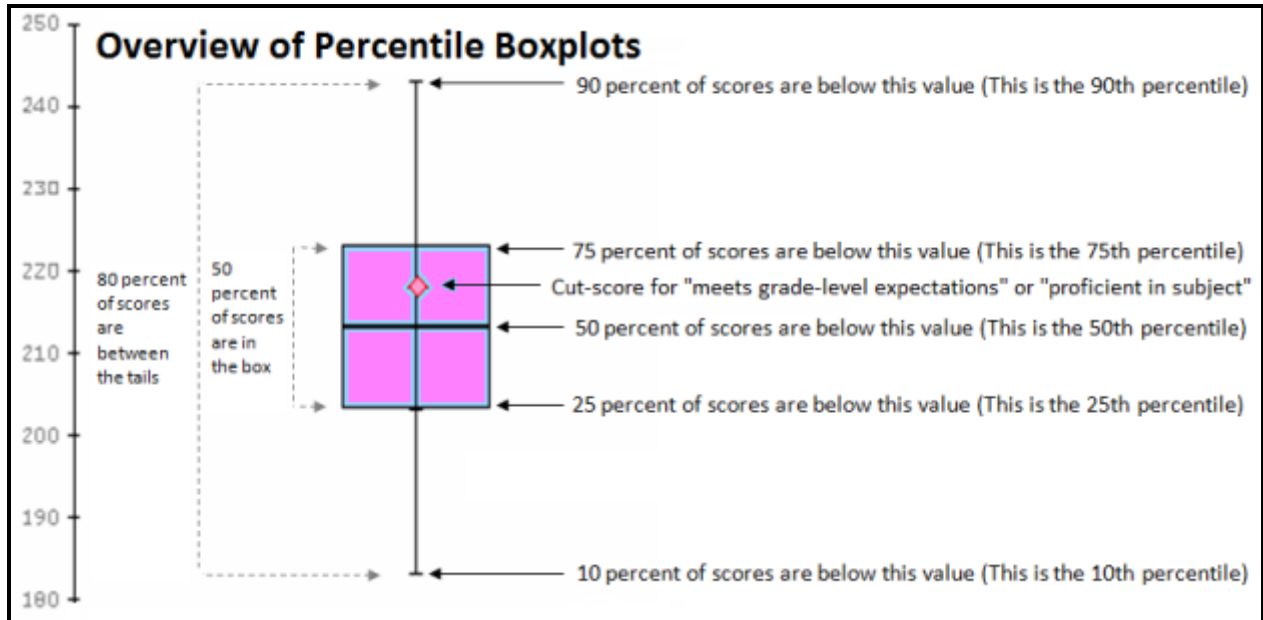 250
Overview of Percentile Boxplots
90 percent of scores are below this value (This is the 90th percentile)
240
230
75 percent of scores are below this value (This is the 75th percentile)
220
Cut-score for "meets grade-level expectations" or "proficient in subject"
80 percent
of scores
are
between
the tails
50
percent
of scores
are in
the box
50 percent of scores are below this value (This is the 50th percentile)
210
25 percent of scores are below this value (This is the 25th percentile)
200
190
10 percent of scores are below this value (This is the 10th percentile)
180